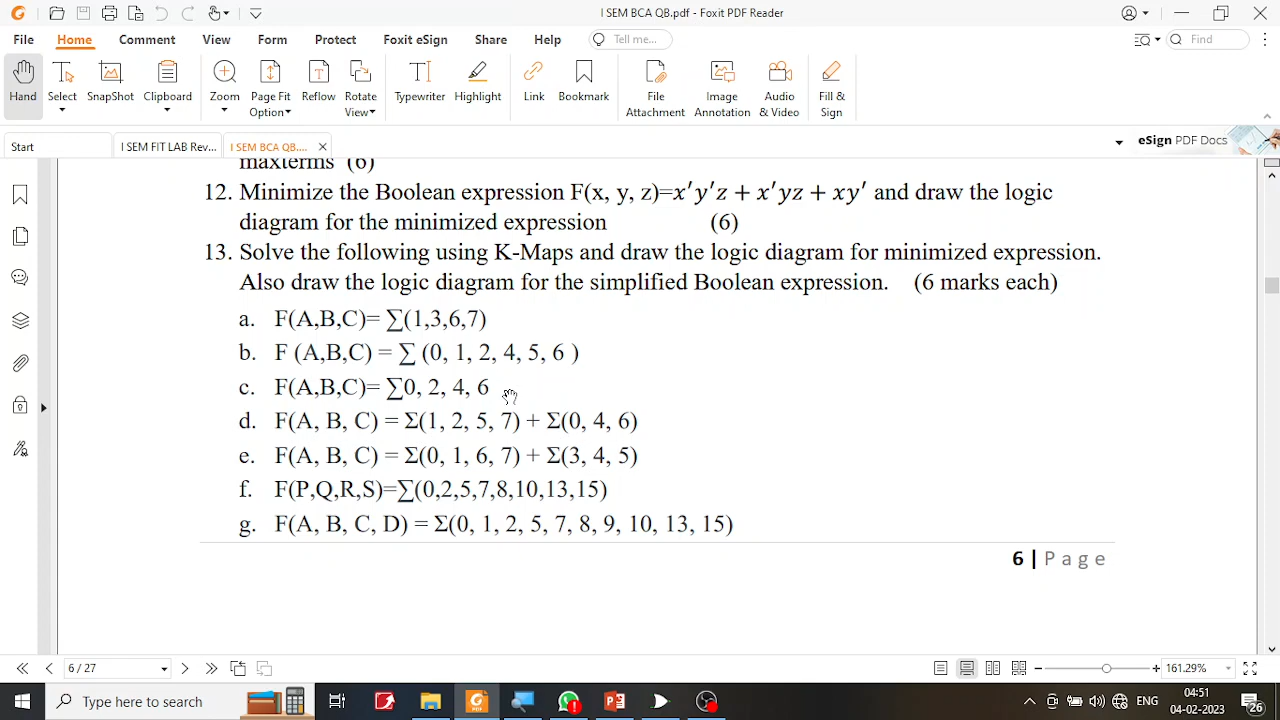 I SEM BCA QB.pdf - Foxit PDF Reader
File Home Comment View Form Protect Foxit eSign Share Help Tell me... Find
Hand Select SnapShot Clipboard Zoom Page Fit Option Reflow Rotate View Typewriter Highlight Link Bookmark File Attachment Image Annotation Audio & Video Fill & Sign
Start I SEM FIT LAB Rev... I SEM BCA QB.... eSign PDF Docs
maxterms (6)
12. Minimize the Boolean expression F(x, y, z)=x′y′z + x′yz + xy′ and draw the logic
diagram for the minimized expression (6)
13. Solve the following using K-Maps and draw the logic diagram for minimized expression.
Also draw the logic diagram for the simplified Boolean expression. (6 marks each)
a. F(A,B,C)= ∑(1,3,6,7)
b. F (A,B,C) = ∑ (0, 1, 2, 4, 5, 6 )
c. F(A,B,C)= ∑0, 2, 4, 6
d. F(A, B, C) = Σ(1, 2, 5, 7) + Σ(0, 4, 6)
e. F(A, B, C) = Σ(0, 1, 6, 7) + Σ(3, 4, 5)
f. F(P,Q,R,S)=∑(0,2,5,7,8,10,13,15)
g. F(A, B, C, D) = Σ(0, 1, 2, 5, 7, 8, 9, 10, 13, 15)
6 | Page
6 / 27 161.29%
Type here to search ENG 04:51
04-02-2023 26